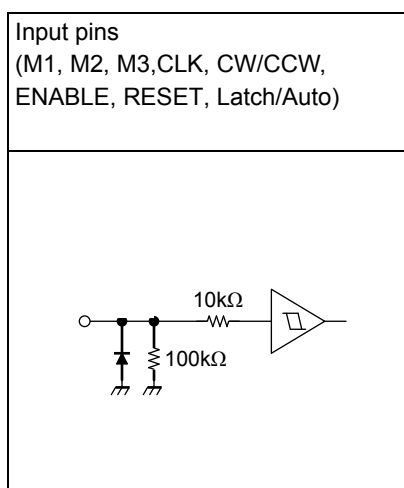 Input pins
(M1, M2, M3,CLK, CW/CCW,
ENABLE, RESET, Latch/Auto)
10kΩ
100kΩ